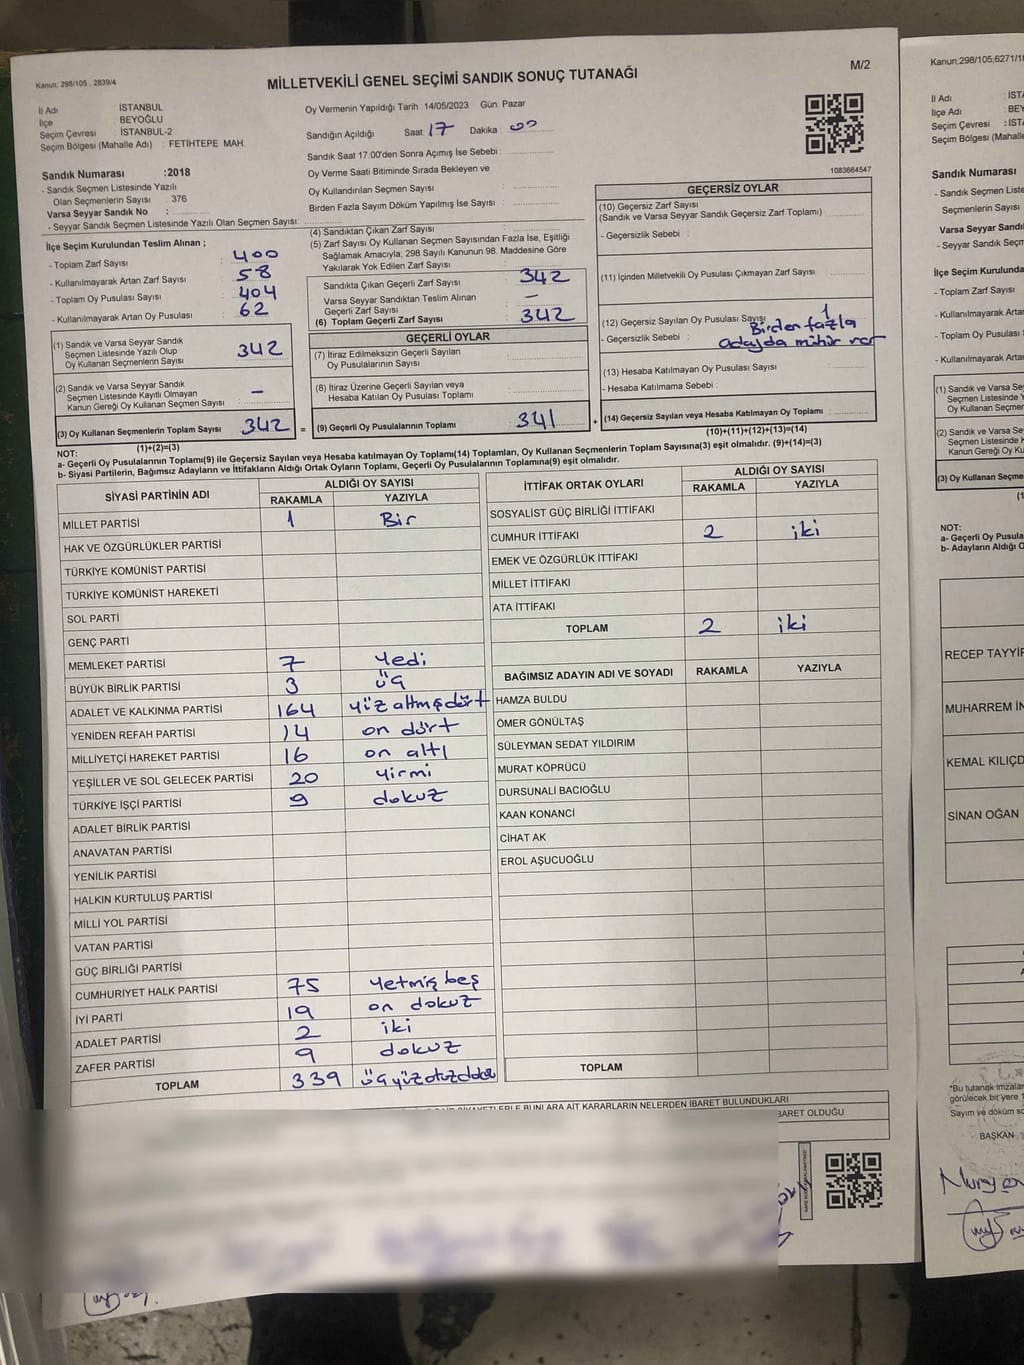 Kanun: 298/105 , 2839/4
MİLLETVEKİLİ GENEL SEÇİMİ SANDIK SONUÇ TUTANAĞI
M/2
İl Adı : İSTANBUL
İlçe : BEYOĞLU
Seçim Çevresi : İSTANBUL-2
Seçim Bölgesi (Mahalle Adı) : FETİHTEPE MAH.
Oy Vermenin Yapıldığı Tarih 14/05/2023 Gün: Pazar
Sandığın Açıldığı Saat 17 Dakika : 00
Sandık Saat 17:00'den Sonra Açımış İse Sebebi :
Oy Verme Saati Bitiminde Sırada Bekleyen ve
Oy Kullandırılan Seçmen Sayısı :
Birden Fazla Sayım Döküm Yapılmış İse Sayısı :
1083664547
Sandık Numarası :2018
- Sandık Seçmen Listesinde Yazılı
Olan Seçmenlerin Sayısı : 376
Varsa Seyyar Sandık No :
- Seyyar Sandık Seçmen Listesinde Yazılı Olan Seçmen Sayısı:
İlçe Seçim Kurulundan Teslim Alınan ;
- Toplam Zarf Sayısı : 400
- Kullanılmayarak Artan Zarf Sayısı : 58
- Toplam Oy Pusulası Sayısı : 404
- Kullanılmayarak Artan Oy Pusulası : 62
(1) Sandık ve Varsa Seyyar Sandık
Seçmen Listesinde Yazılı Olup
Oy Kullanan Seçmenlerin Sayısı : 342
(2) Sandık ve Varsa Seyyar Sandık
Seçmen Listesinde Kayıtlı Olmayan
Kanun Gereği Oy Kullanan Seçmen Sayısı : -
(3) Oy Kullanan Seçmenlerin Toplam Sayısı : 342 =
(1)+(2)=(3)
(4) Sandıktan Çıkan Zarf Sayısı :
(5) Zarf Sayısı Oy Kullanan Seçmen Sayısından Fazla İse, Eşitliği
Sağlamak Amacıyla; 298 Sayılı Kanunun 98. Maddesine Göre
Yakılarak Yok Edilen Zarf Sayısı :
Sandıkta Çıkan Geçerli Zarf Sayısı : 342
Varsa Seyyar Sandıktan Teslim Alınan
Geçerli Zarf Sayısı : -
(6) Toplam Geçerli Zarf Sayısı : 342
GEÇERLİ OYLAR
(7) İtiraz Edilmeksizin Geçerli Sayılan
Oy Pusulalarının Sayısı :
(8) İtiraz Üzerine Geçerli Sayılan veya
Hesaba Katılan Oy Pusulası Toplamı :
(9) Geçerli Oy Pusulalarının Toplamı : 341 +
GEÇERSİZ OYLAR
(10) Geçersiz Zarf Sayısı
(Sandık ve Varsa Seyyar Sandık Geçersiz Zarf Toplamı) :
- Geçersizlik Sebebi :
(11) İçinden Milletvekili Oy Pusulası Çıkmayan Zarf Sayısı :
(12) Geçersiz Sayılan Oy Pusulası Sayısı : 1
- Geçersizlik Sebebi : Birden fazla
adayda mühür var
(13) Hesaba Katılmayan Oy Pusulası Sayısı :
- Hesaba Katılmama Sebebi :
(14) Geçersiz Sayılan veya Hesaba Katılmayan Oy Toplamı :
(10)+(11)+(12)+(13)=(14)
NOT:
a- Geçerli Oy Pusulalarının Toplamı(9) ile Geçersiz Sayılan veya Hesaba katılmayan Oy Toplam(14) Toplamları, Oy Kullanan Seçmenlerin Toplam Sayısına(3) eşit olmalıdır. (9)+(14)=(3)
b- Siyasi Partilerin, Bağımsız Adayların ve İttifakların Aldığı Ortak Oyların Toplamı, Geçerli Oy Pusulalarının Toplamına(9) eşit olmalıdır.
SİYASİ PARTİNİN ADI ALDIĞI OY SAYISI
RAKAMLA YAZIYLA
MİLLET PARTİSİ 1 Bir
HAK VE ÖZGÜRLÜKLER PARTİSİ
TÜRKİYE KOMÜNİST PARTİSİ
TÜRKİYE KOMÜNİST HAREKETİ
SOL PARTİ
GENÇ PARTİ
MEMLEKET PARTİSİ 7 Yedi
BÜYÜK BİRLİK PARTİSİ 3 üç
ADALET VE KALKINMA PARTİSİ 164 yüz altmışdört
YENİDEN REFAH PARTİSİ 14 on dört
MİLLİYETÇİ HAREKET PARTİSİ 16 on altı
YEŞİLLER VE SOL GELECEK PARTİSİ 20 yirmi
TÜRKİYE İŞÇİ PARTİSİ 9 dokuz
ADALET BİRLİK PARTİSİ
ANAVATAN PARTİSİ
YENİLİK PARTİSİ
HALKIN KURTULUŞ PARTİSİ
MİLLİ YOL PARTİSİ
VATAN PARTİSİ
GÜÇ BİRLİĞİ PARTİSİ
CUMHURİYET HALK PARTİSİ 75 Yetmiş beş
İYİ PARTİ 19 on dokuz
ADALET PARTİSİ 2 iki
ZAFER PARTİSİ 9 dokuz
TOPLAM 339
İTTİFAK ORTAK OYLARI ALDIĞI OY SAYISI
RAKAMLA YAZIYLA
SOSYALİST GÜÇ BİRLİĞİ İTTİFAKI
CUMHUR İTTİFAKI 2 iki
EMEK VE ÖZGÜRLÜK İTTİFAKI
MİLLET İTTİFAKI
ATA İTTİFAKI
TOPLAM 2 iki
BAĞIMSIZ ADAYIN ADI VE SOYADI RAKAMLA YAZIYLA
HAMZA BULDU
ÖMER GÖNÜLTAŞ
SÜLEYMAN SEDAT YILDIRIM
MURAT KÖPRÜCÜ
DURSUNALİ BACIOĞLU
KAAN KONANCİ
CİHAT AK
EROL AŞUCUOĞLU
TOPLAM
BUNLARA AİT KARARLARIN NELERDEN İBARET BULUNDUKLARI
İBARET OLDUĞU
Kanun:298/105;6271/
İl Adı : İST
İlçe Adı : BEY
Seçim Çevresi : İST
Seçim Bölgesi (Mahall
Sandık Numarası
- Sandık Seçmen Liste
Seçmenlerin Sayısı
Varsa Seyyar Sandı
- Seyyar Sandık Seçm
İlçe Seçim Kurulunda
- Toplam Zarf Sayısı
- Kullanılmayarak Arta
- Toplam Oy Pusulası
- Kullanılmayarak Arta
(1) Sandık ve Varsa Se
Seçmen Listesinde
Oy Kullanan Seçme
(2) Sandık ve Varsa Se
Seçmen Listesinde
Kanun Gereği Oy K
(3) Oy Kullanan Seçme
NOT:
a- Geçerli Oy Pusula
b- Adayların Aldığı O
RECEP TAYYİP
MUHARREM İN
KEMAL KILIÇD
SİNAN OĞAN
*Bu tutanak imzalar
görülecek bir yere
Sayım ve döküm so
BAŞKAN